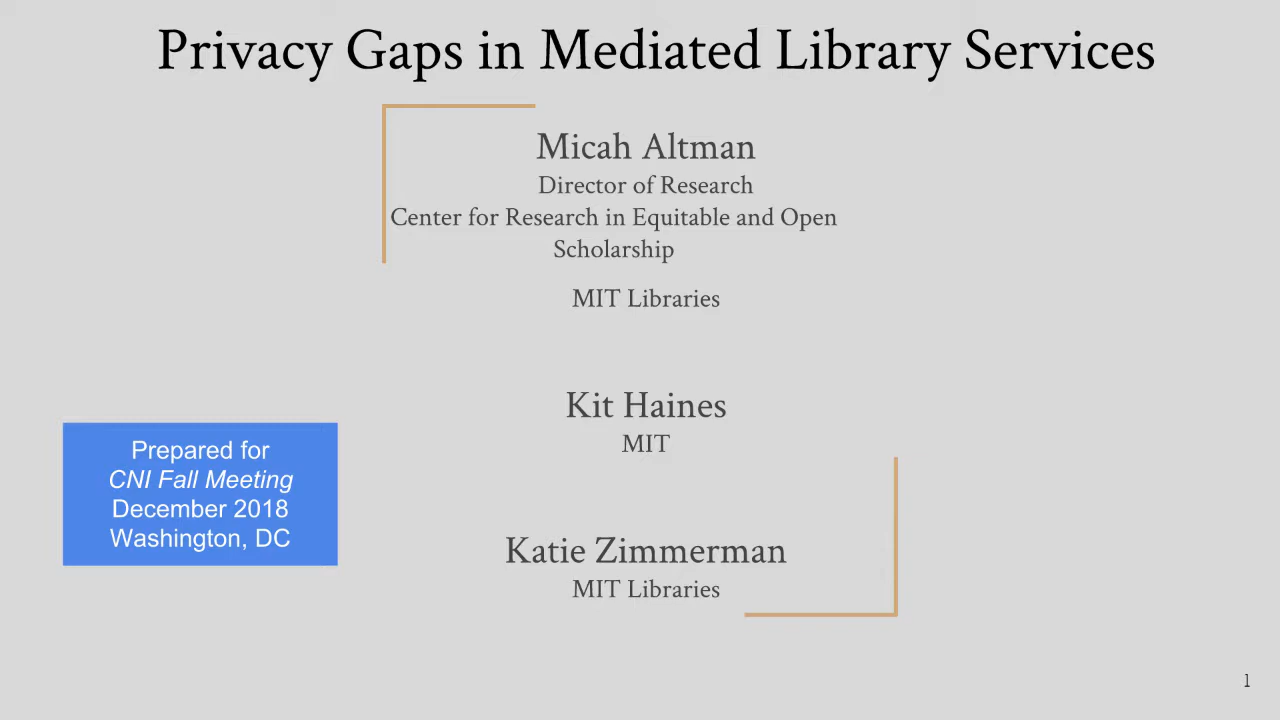 Privacy Gaps in Mediated Library Services
Micah Altman
Director of Research
Center for Research in Equitable and Open
Scholarship
MIT Libraries
Kit Haines
MIT
Prepared for
CNI Fall Meeting
December 2018
Washington, DC
Katie Zimmerman
MIT Libraries
1